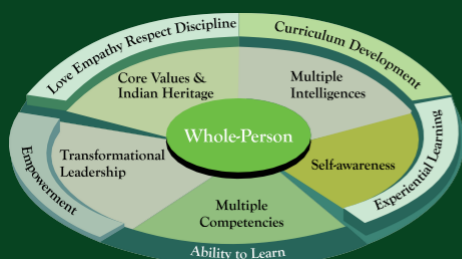 Love Empathy Respect Discipline
Curriculum Development
Core Values &
Indian Heritage
Multiple
Intelligences
Whole-Person
Transformational
Leadership
Self-awareness
Experiential Learning
Empowerment
Multiple
Competencies
Ability to Learn